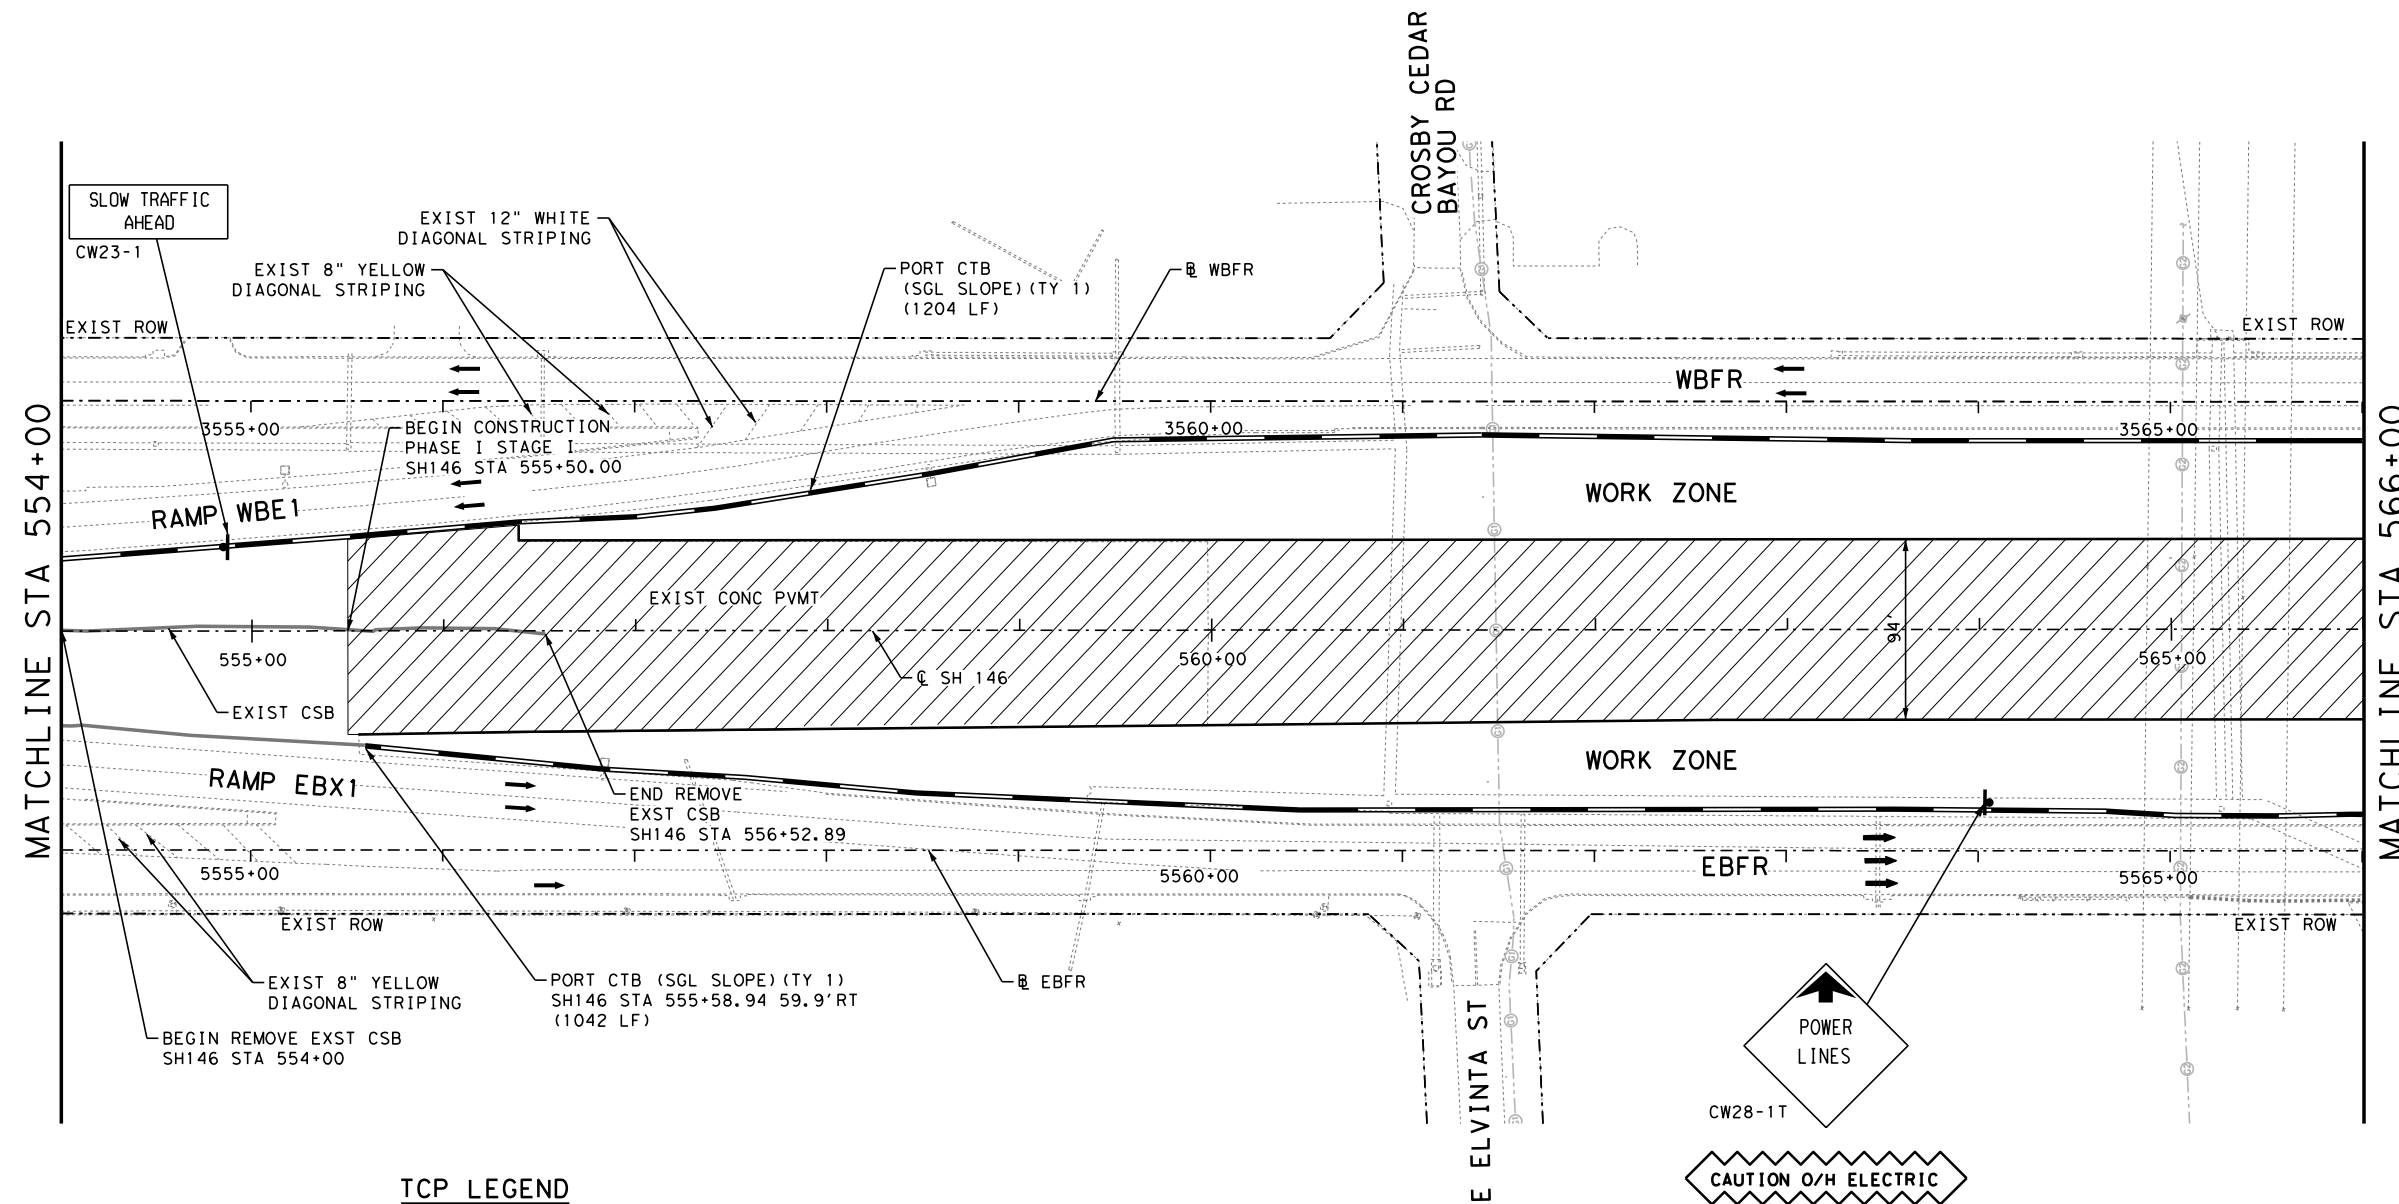 CROSBY CEDAR
BAYOU RD
SLOW TRAFFIC
AHEAD
CW23-1
EXIST 12" WHITE
DIAGONAL STRIPING
EXIST 8" YELLOW
DIAGONAL STRIPING
PORT CTB
(SGL SLOPE)(TY 1)
(1204 LF)
℄ WBFR
EXIST ROW
EXIST ROW
WBFR
3555+00
3560+00
3565+00
BEGIN CONSTRUCTION
PHASE I STAGE I
SH146 STA 555+50.00
RAMP WBE1
WORK ZONE
MATCHLINE STA 554+00
MATCHLINE STA 566+00
EXIST CONC PVMT
94'
555+00
560+00
565+00
℄ SH 146
EXIST CSB
WORK ZONE
RAMP EBX1
END REMOVE
EXST CSB
SH146 STA 556+52.89
EBFR
5555+00
5560+00
5565+00
EXIST ROW
EXIST ROW
EXIST 8" YELLOW
DIAGONAL STRIPING
PORT CTB (SGL SLOPE)(TY 1)
SH146 STA 555+58.94 59.9'RT
(1042 LF)
℄ EBFR
BEGIN REMOVE EXST CSB
SH146 STA 554+00
E ELVINTA ST
POWER
LINES
CW28-1T
CAUTION O/H ELECTRIC
TCP LEGEND